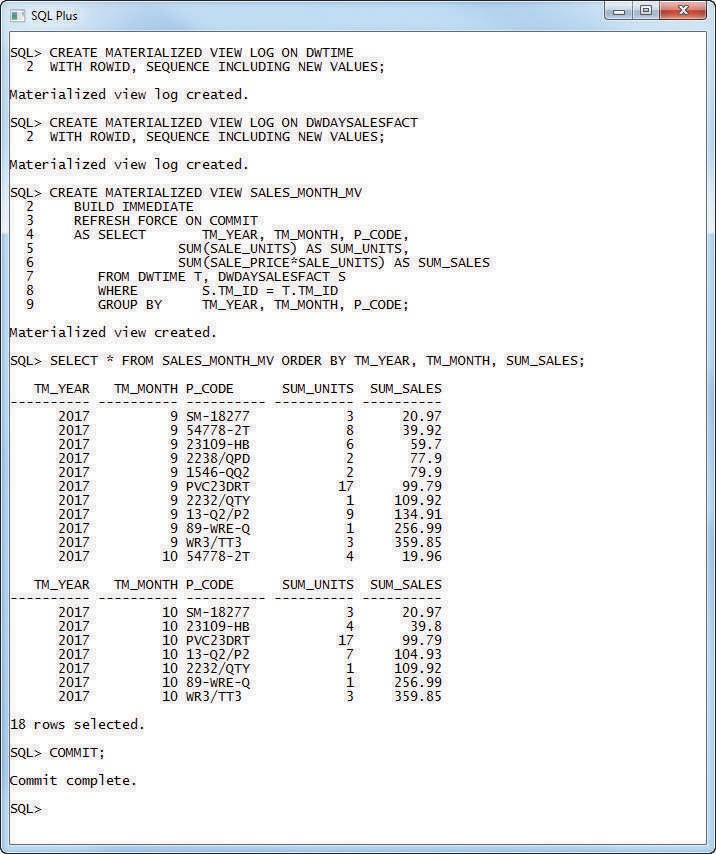 SQL Plus
SQL> CREATE MATERIALIZED VIEW LOG ON DWTIME
2 WITH ROWID, SEQUENCE INCLUDING NEW VALUES;
Materialized view log created.
SQL> CREATE MATERIALIZED VIEW LOG ON DWDAYSALESFACT
2 WITH ROWID, SEQUENCE INCLUDING NEW VALUES;
Materialized view log created.
SQL> CREATE MATERIALIZED VIEW SALES_MONTH_MV
2 BUILD IMMEDIATE
3 REFRESH FORCE ON COMMIT
4 AS SELECT TM_YEAR, TM_MONTH, P_CODE,
5 SUM(SALE_UNITS) AS SUM_UNITS,
6 SUM(SALE_PRICE*SALE_UNITS) AS SUM_SALES
7 FROM DWTIME T, DWDAYSALESFACT S
8 WHERE S.TM_ID = T.TM_ID
9 GROUP BY TM_YEAR, TM_MONTH, P_CODE;
Materialized view created.
SQL> SELECT * FROM SALES_MONTH_MV ORDER BY TM_YEAR, TM_MONTH, SUM_SALES;
TM_YEAR TM_MONTH P_CODE SUM_UNITS SUM_SALES
---------- ---------- ---------- ---------- ----------
2017 9 SM-18277 3 20.97
2017 9 54778-2T 8 39.92
2017 9 23109-HB 6 59.7
2017 9 2238/QPD 2 77.9
2017 9 1546-QQ2 2 79.9
2017 9 PVC23DRT 17 99.79
2017 9 2232/QTY 1 109.92
2017 9 13-Q2/P2 9 134.91
2017 9 89-WRE-Q 1 256.99
2017 9 WR3/TT3 3 359.85
2017 10 54778-2T 4 19.96
TM_YEAR TM_MONTH P_CODE SUM_UNITS SUM_SALES
---------- ---------- ---------- ---------- ----------
2017 10 SM-18277 3 20.97
2017 10 23109-HB 4 39.8
2017 10 PVC23DRT 17 99.79
2017 10 13-Q2/P2 7 104.93
2017 10 2232/QTY 1 109.92
2017 10 89-WRE-Q 1 256.99
2017 10 WR3/TT3 3 359.85
18 rows selected.
SQL> COMMIT;
Commit complete.
SQL>